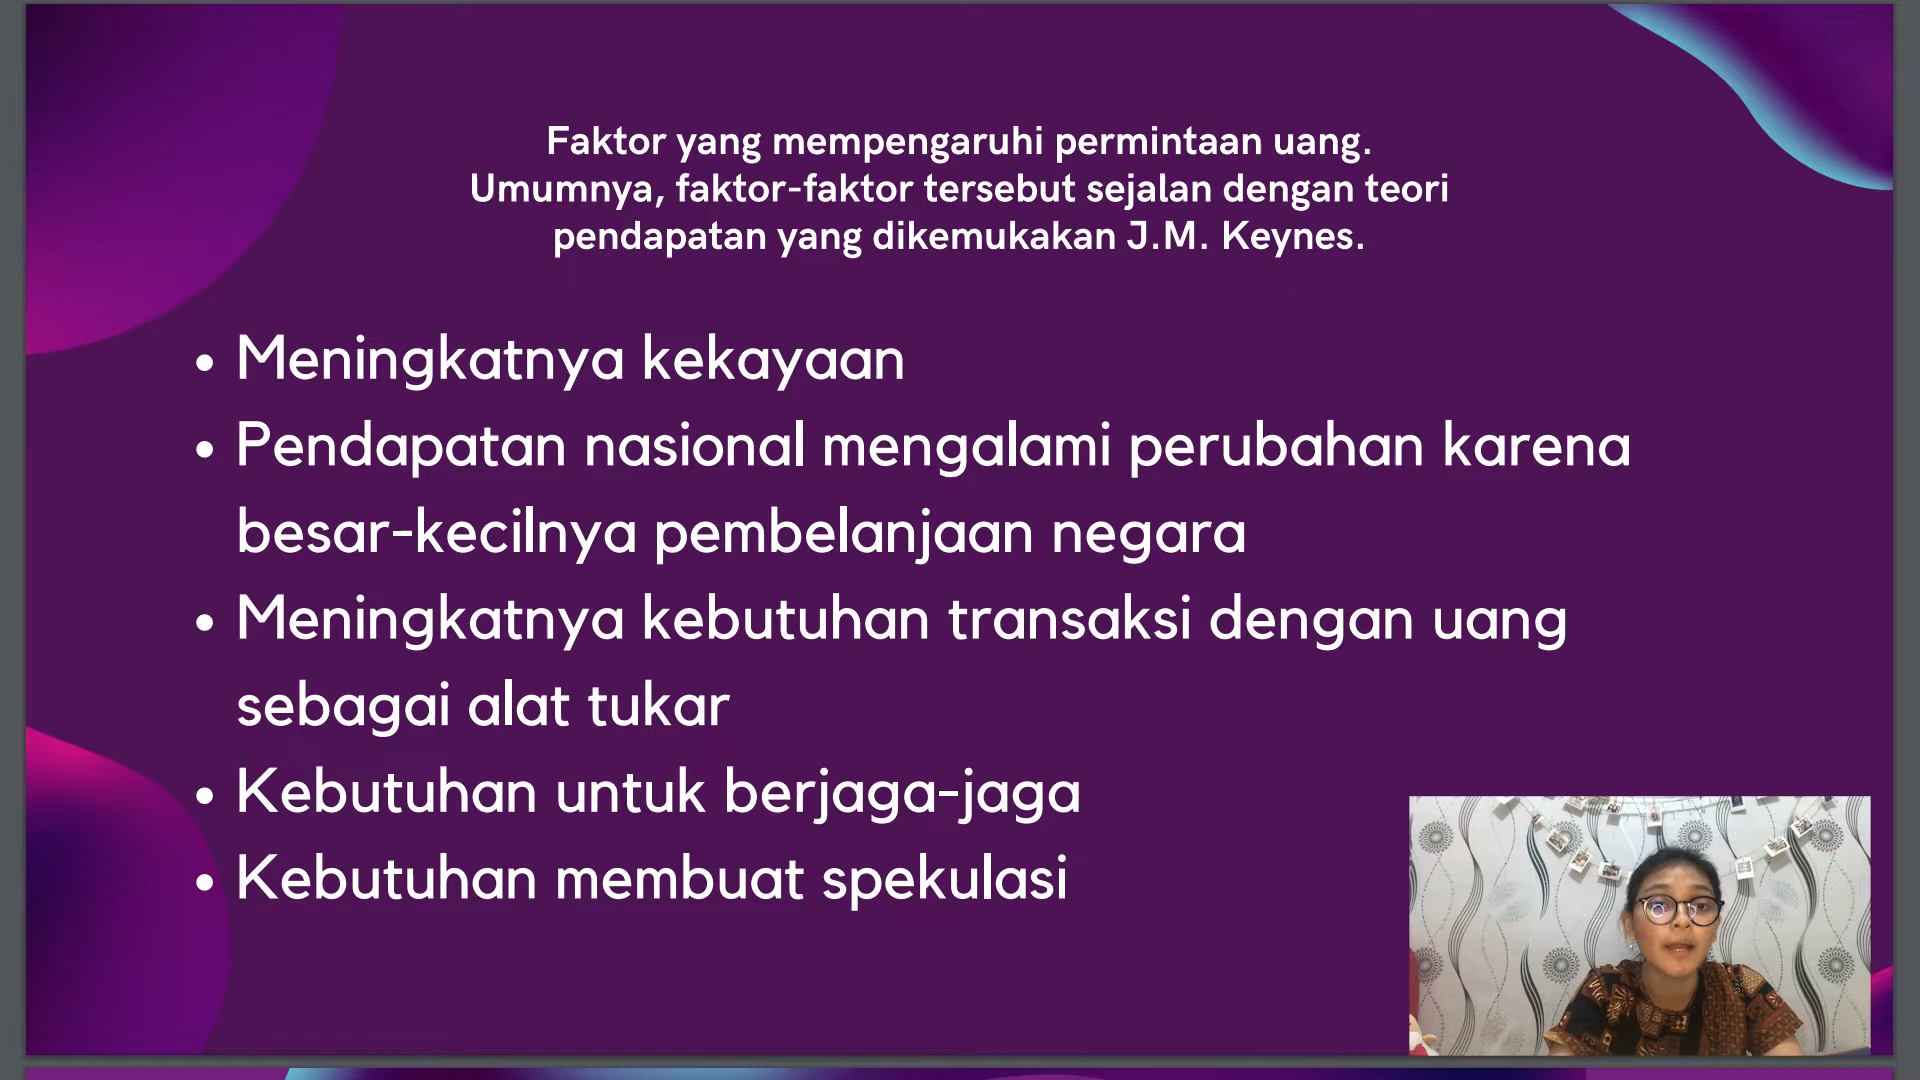 Faktor yang mempengaruhi permintaan uang.
Umumnya, faktor-faktor tersebut sejalan dengan teori
pendapatan yang dikemukakan J.M. Keynes.
• Meningkatnya kekayaan
• Pendapatan nasional mengalami perubahan karena
besar-kecilnya pembelanjaan negara
• Meningkatnya kebutuhan transaksi dengan uang
sebagai alat tukar
• Kebutuhan untuk berjaga-jaga
• Kebutuhan membuat spekulasi